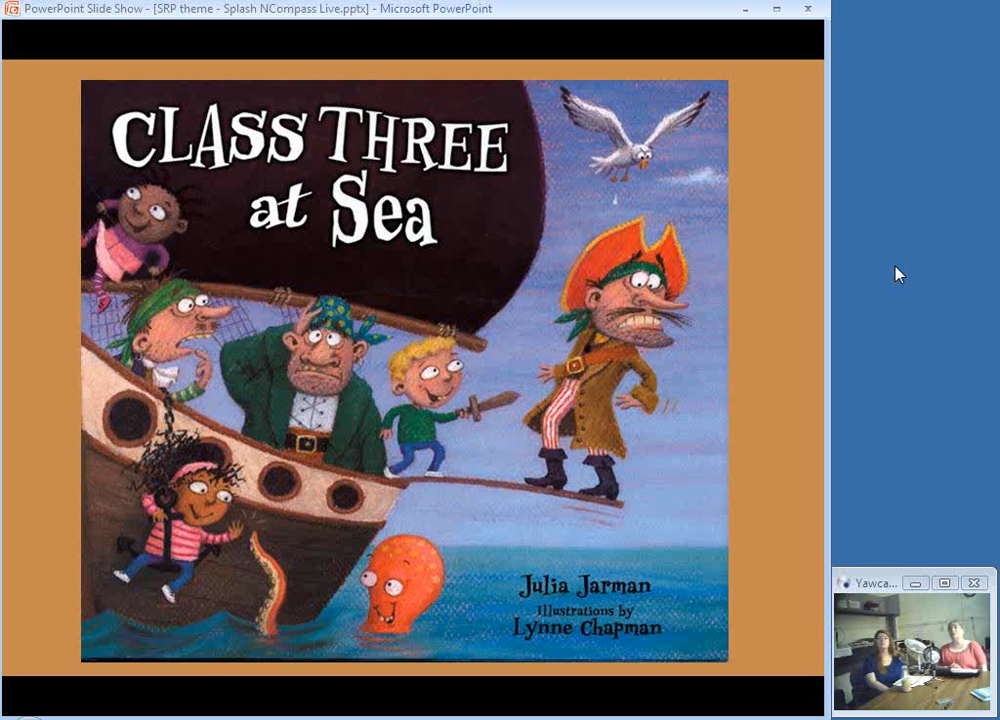 PowerPoint Slide Show - [SRP theme - Splash NCompass Live.pptx] - Microsoft PowerPoint
CLASS THREE
at Sea
Julia Jarman
Illustrations by
Lynne Chapman
Yawca...